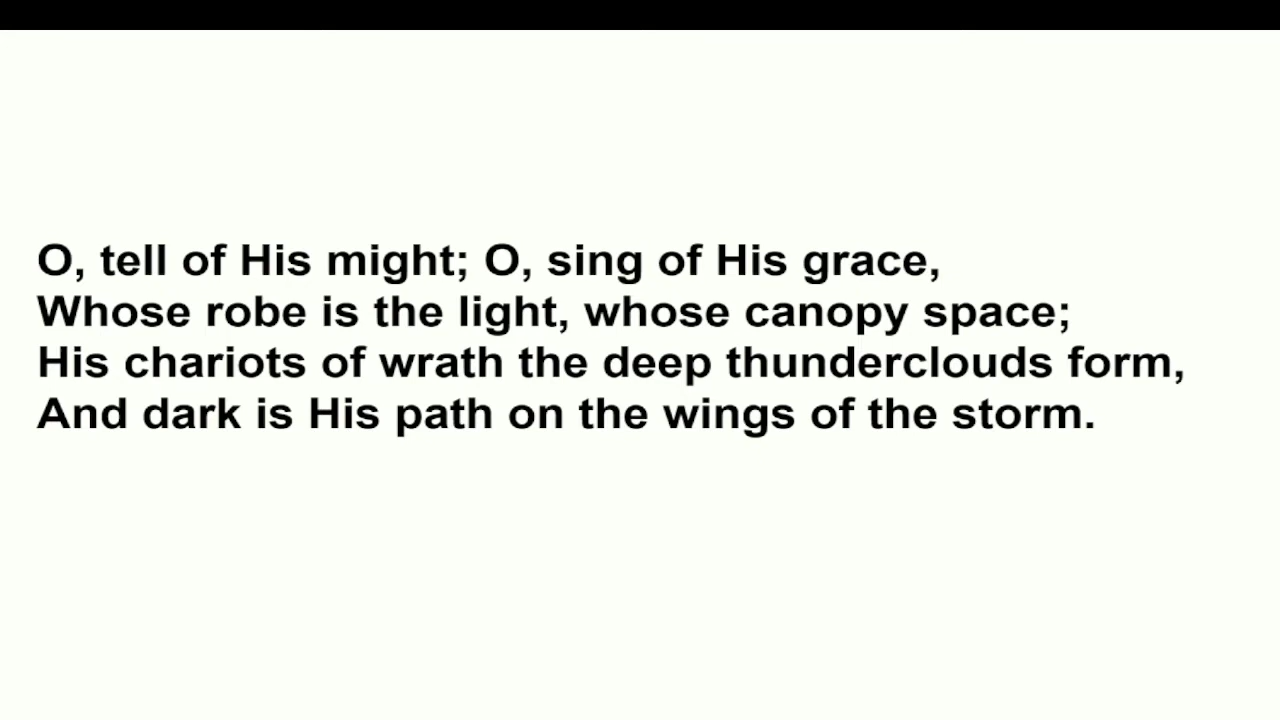 O, tell of His might; O, sing of His grace,
Whose robe is the light, whose canopy space;
His chariots of wrath the deep thunderclouds form,
And dark is His path on the wings of the storm.